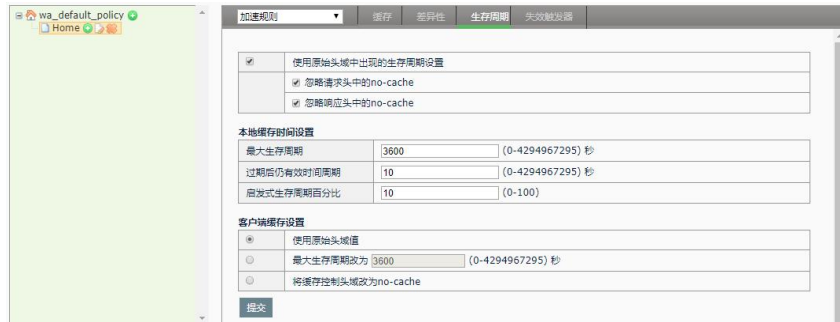 wa_default_policy
Home
加速规则 缓存 差异性 生存周期 失效触发器
使用原始头域中出现的生存周期设置
忽略请求头中的no-cache
忽略响应头中的no-cache
本地缓存时间设置
最大生存周期 3600 (0-4294967295) 秒
过期后仍有效时间周期 10 (0-4294967295) 秒
启发式生存周期百分比 10 (0-100)
客户端缓存设置
使用原始头域值
最大生存周期改为 3600 (0-4294967295) 秒
将缓存控制头域改为no-cache
提交